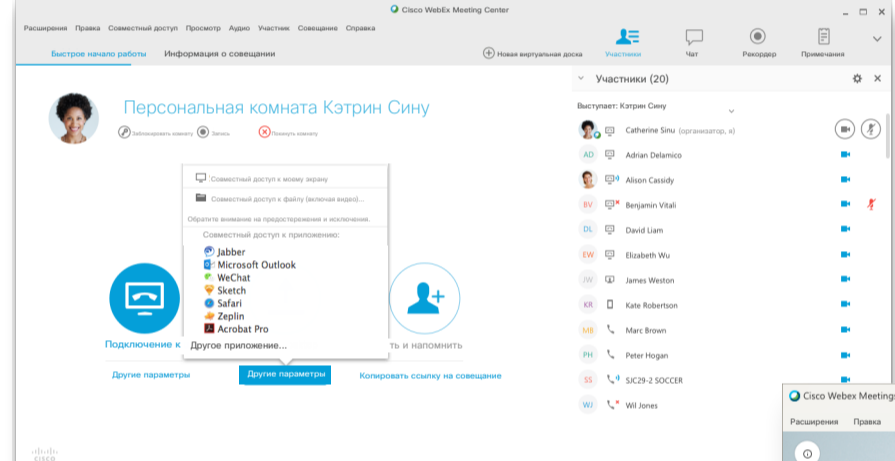 Cisco WebEx Meeting Center
Расширения Правка Совместный доступ Просмотр Аудио Участник Совещание Справка
Быстрое начало работы Информация о совещании
Новая виртуальная доска
Участники Чат Рекордер Примечания
Участники (20)
Выступает: Кэтрин Сину
Персональная комната Кэтрин Сину
Заблокировать комнату Запись Покинуть комнату
Catherine Sinu (организатор, я)
AD Adrian Delamico
Alison Cassidy
BV Benjamin Vitali
DL David Liam
EW Elizabeth Wu
JW James Weston
KR Kate Robertson
MB Marc Brown
PH Peter Hogan
SS SJC29-2 SOCCER
WJ Wil Jones
Совместный доступ к моему экрану
Совместный доступ к файлу (включая видео)...
Обратите внимание на предостережения и исключения.
Совместный доступ к приложению:
Jabber
Microsoft Outlook
WeChat
Sketch
Safari
Zeplin
Acrobat Pro
Другое приложение...
Подключение к
ть и напомнить
Другие параметры
Другие параметры
Копировать ссылку на совещание
Cisco Webex Meetings
Расширения Правка
CISCO